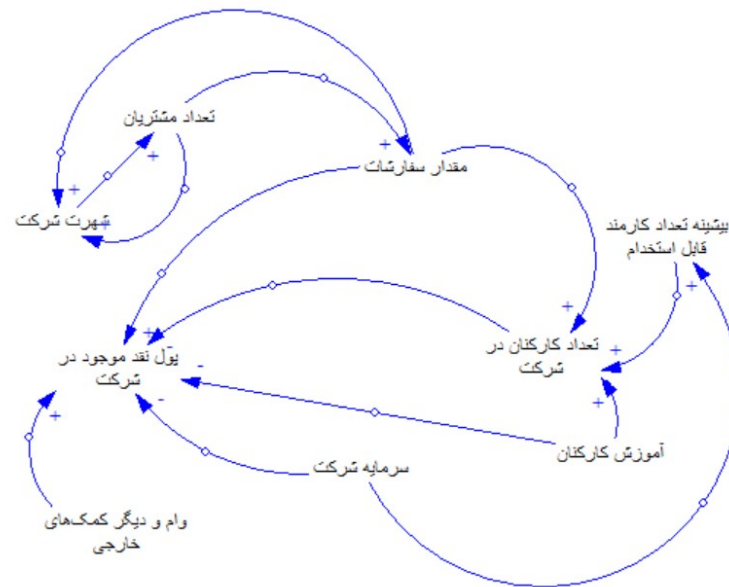 تعداد مشتریان
+
+
مقدار سفارشات
+
+
شهرت شرکت
بیشینه تعداد کارمند
قابل استخدام
+
+
+
-
تعداد کارکنان در
شرکت
+
پول نقد موجود در
شرکت
-
-
+
+
آموزش کارکنان
سرمایه شرکت
وام و دیگر کمک‌های
خارجی